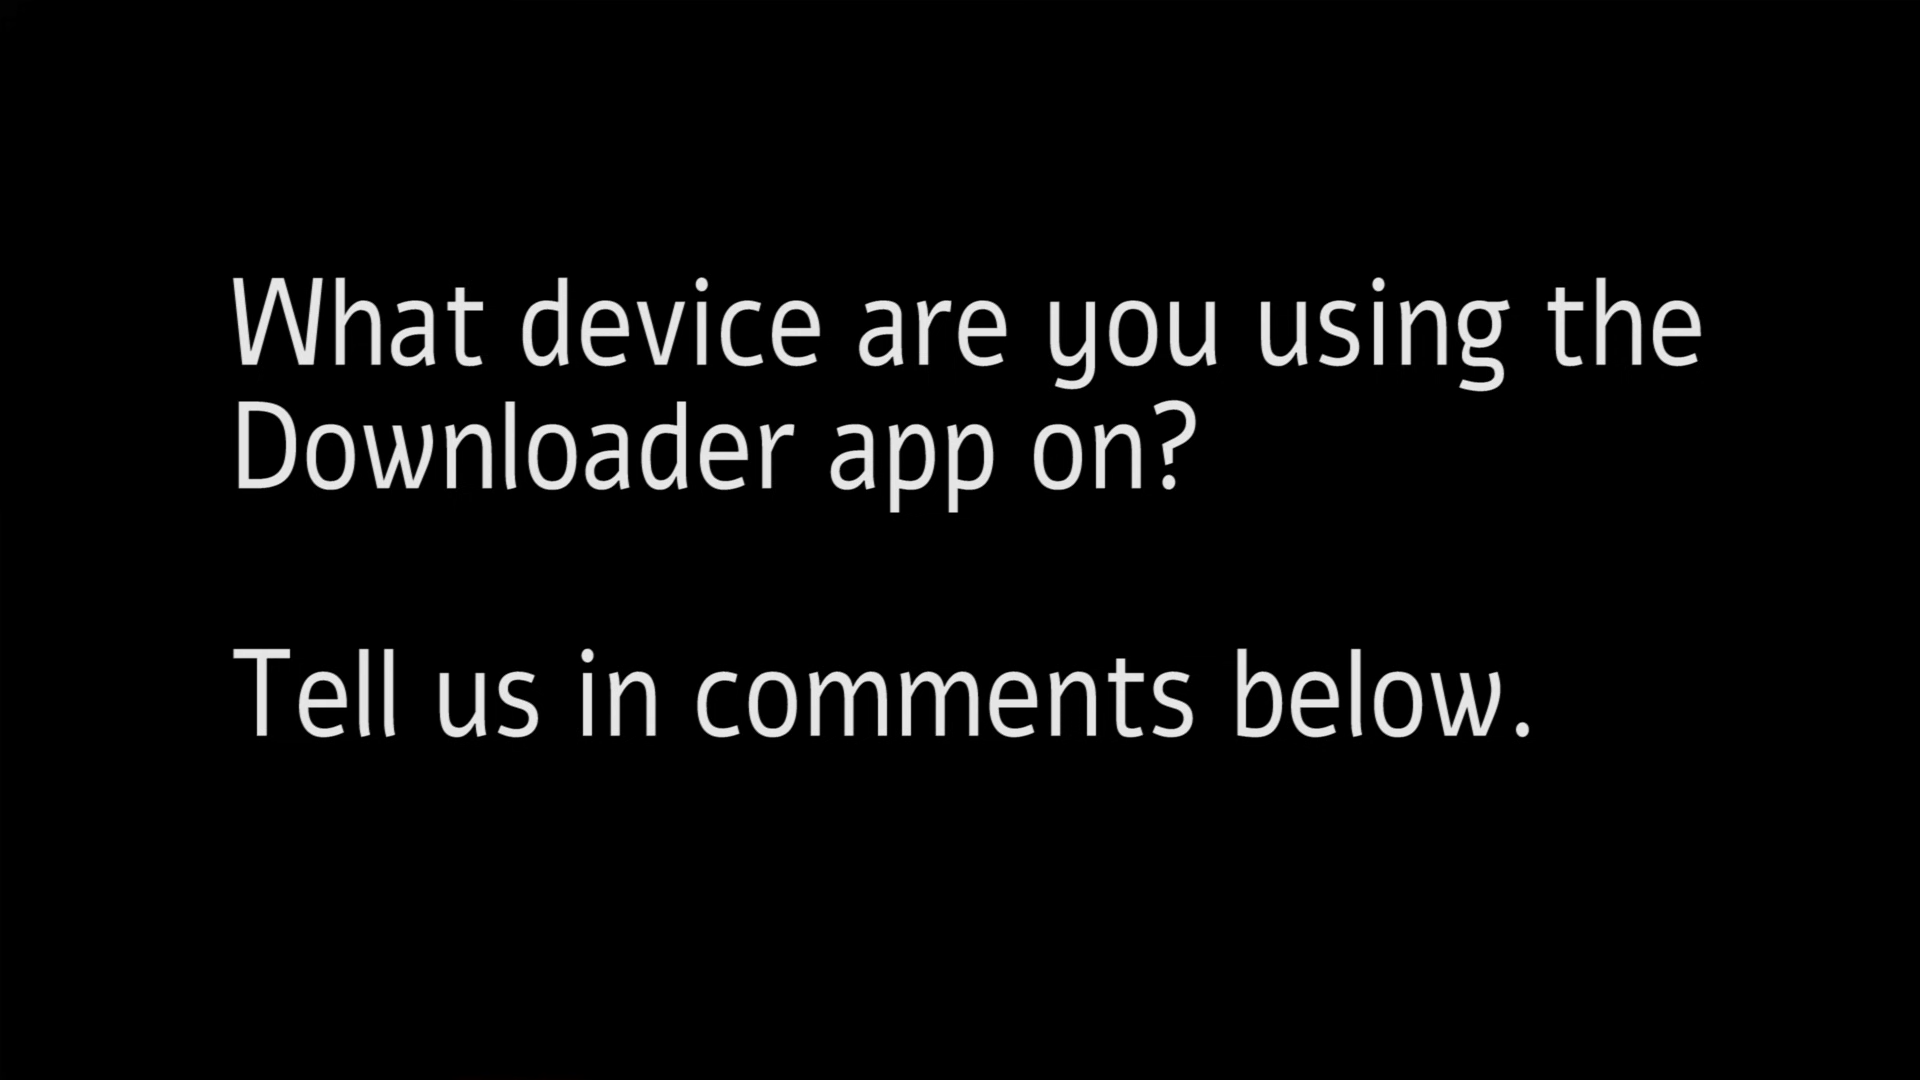 What device are you using the
Downloader app on?
Tell us in comments below.